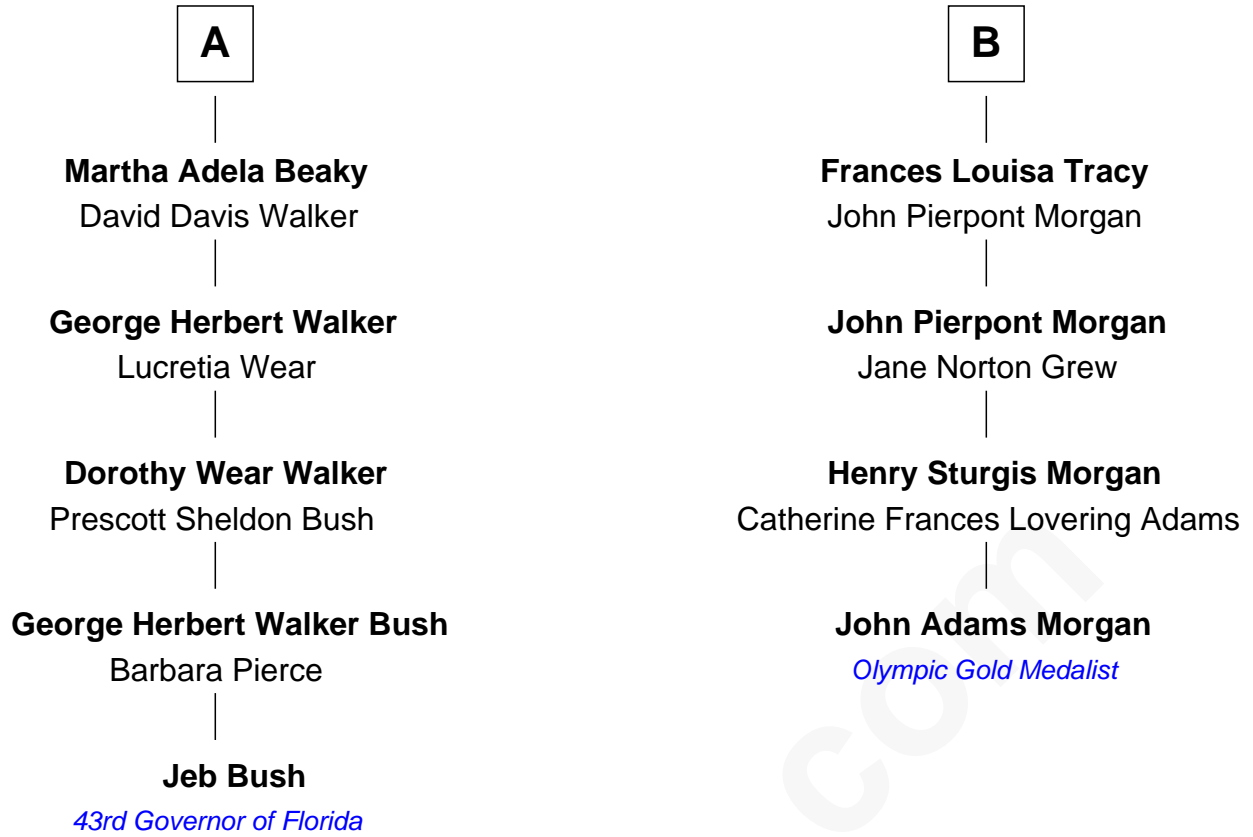 A
Martha Adela Beaky
David Davis Walker
George Herbert Walker
Lucretia Wear
Dorothy Wear Walker
Prescott Sheldon Bush
George Herbert Walker Bush
Barbara Pierce
Jeb Bush
43rd Governor of Florida
B
Frances Louisa Tracy
John Pierpont Morgan
John Pierpont Morgan
Jane Norton Grew
Henry Sturgis Morgan
Catherine Frances Lovering Adams
John Adams Morgan
Olympic Gold Medalist
com